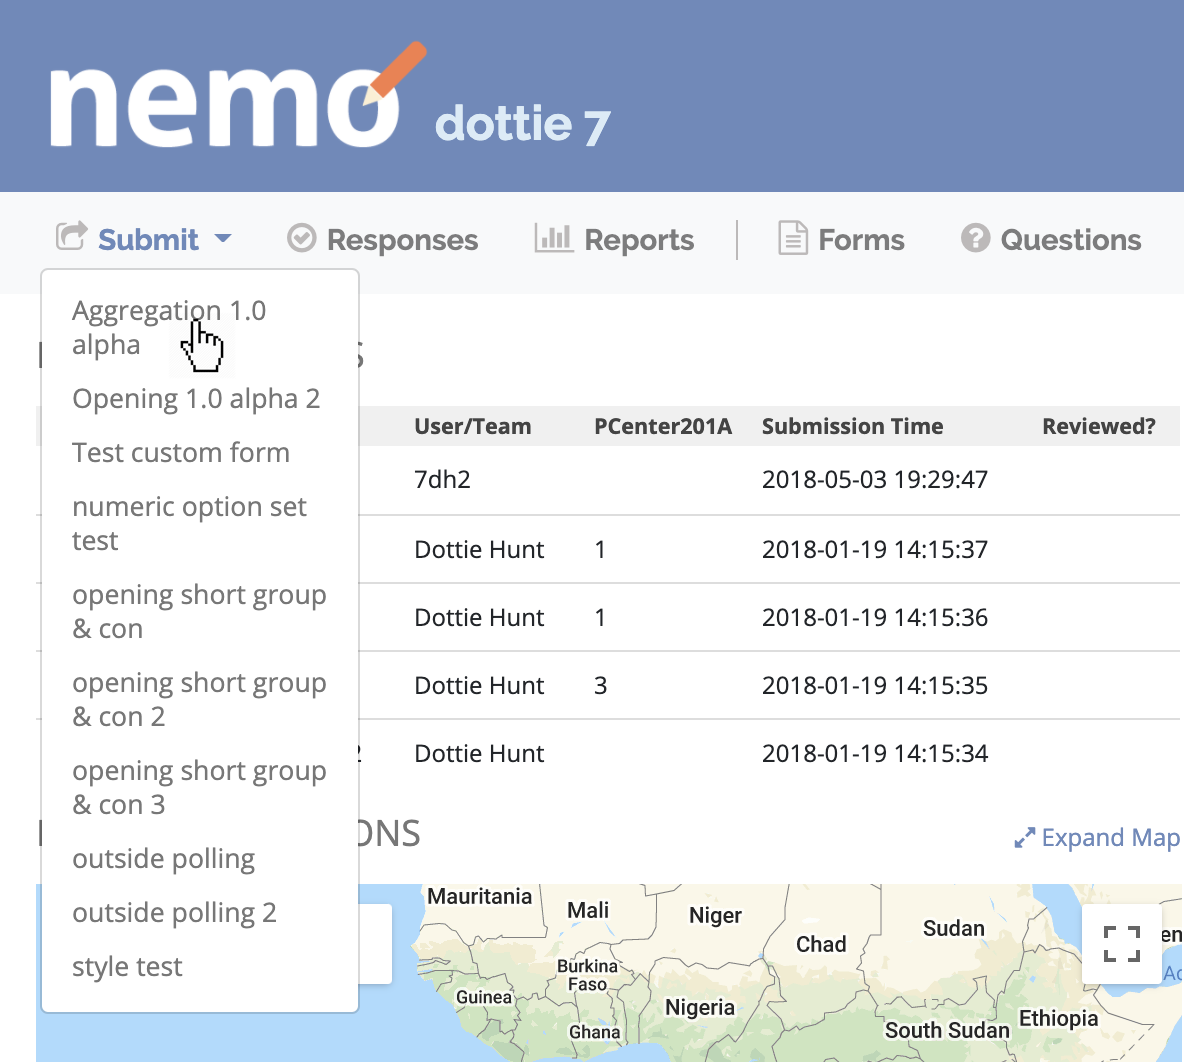 nemo dottie 7
Submit Responses Reports Forms Questions
Aggregation 1.0
alpha
Opening 1.0 alpha 2
Test custom form
numeric option set
test
opening short group
& con
opening short group
& con 2
opening short group
& con 3
outside polling
outside polling 2
style test
User/Team PCenter201A Submission Time Reviewed?
7dh2 2018-05-03 19:29:47
Dottie Hunt 1 2018-01-19 14:15:37
Dottie Hunt 1 2018-01-19 14:15:36
Dottie Hunt 3 2018-01-19 14:15:35
Dottie Hunt 2018-01-19 14:15:34
Expand Map
Mauritania
Mali
Niger
Chad
Sudan
Burkina
Faso
Guinea
Ghana
Nigeria
South Sudan
Ethiopia